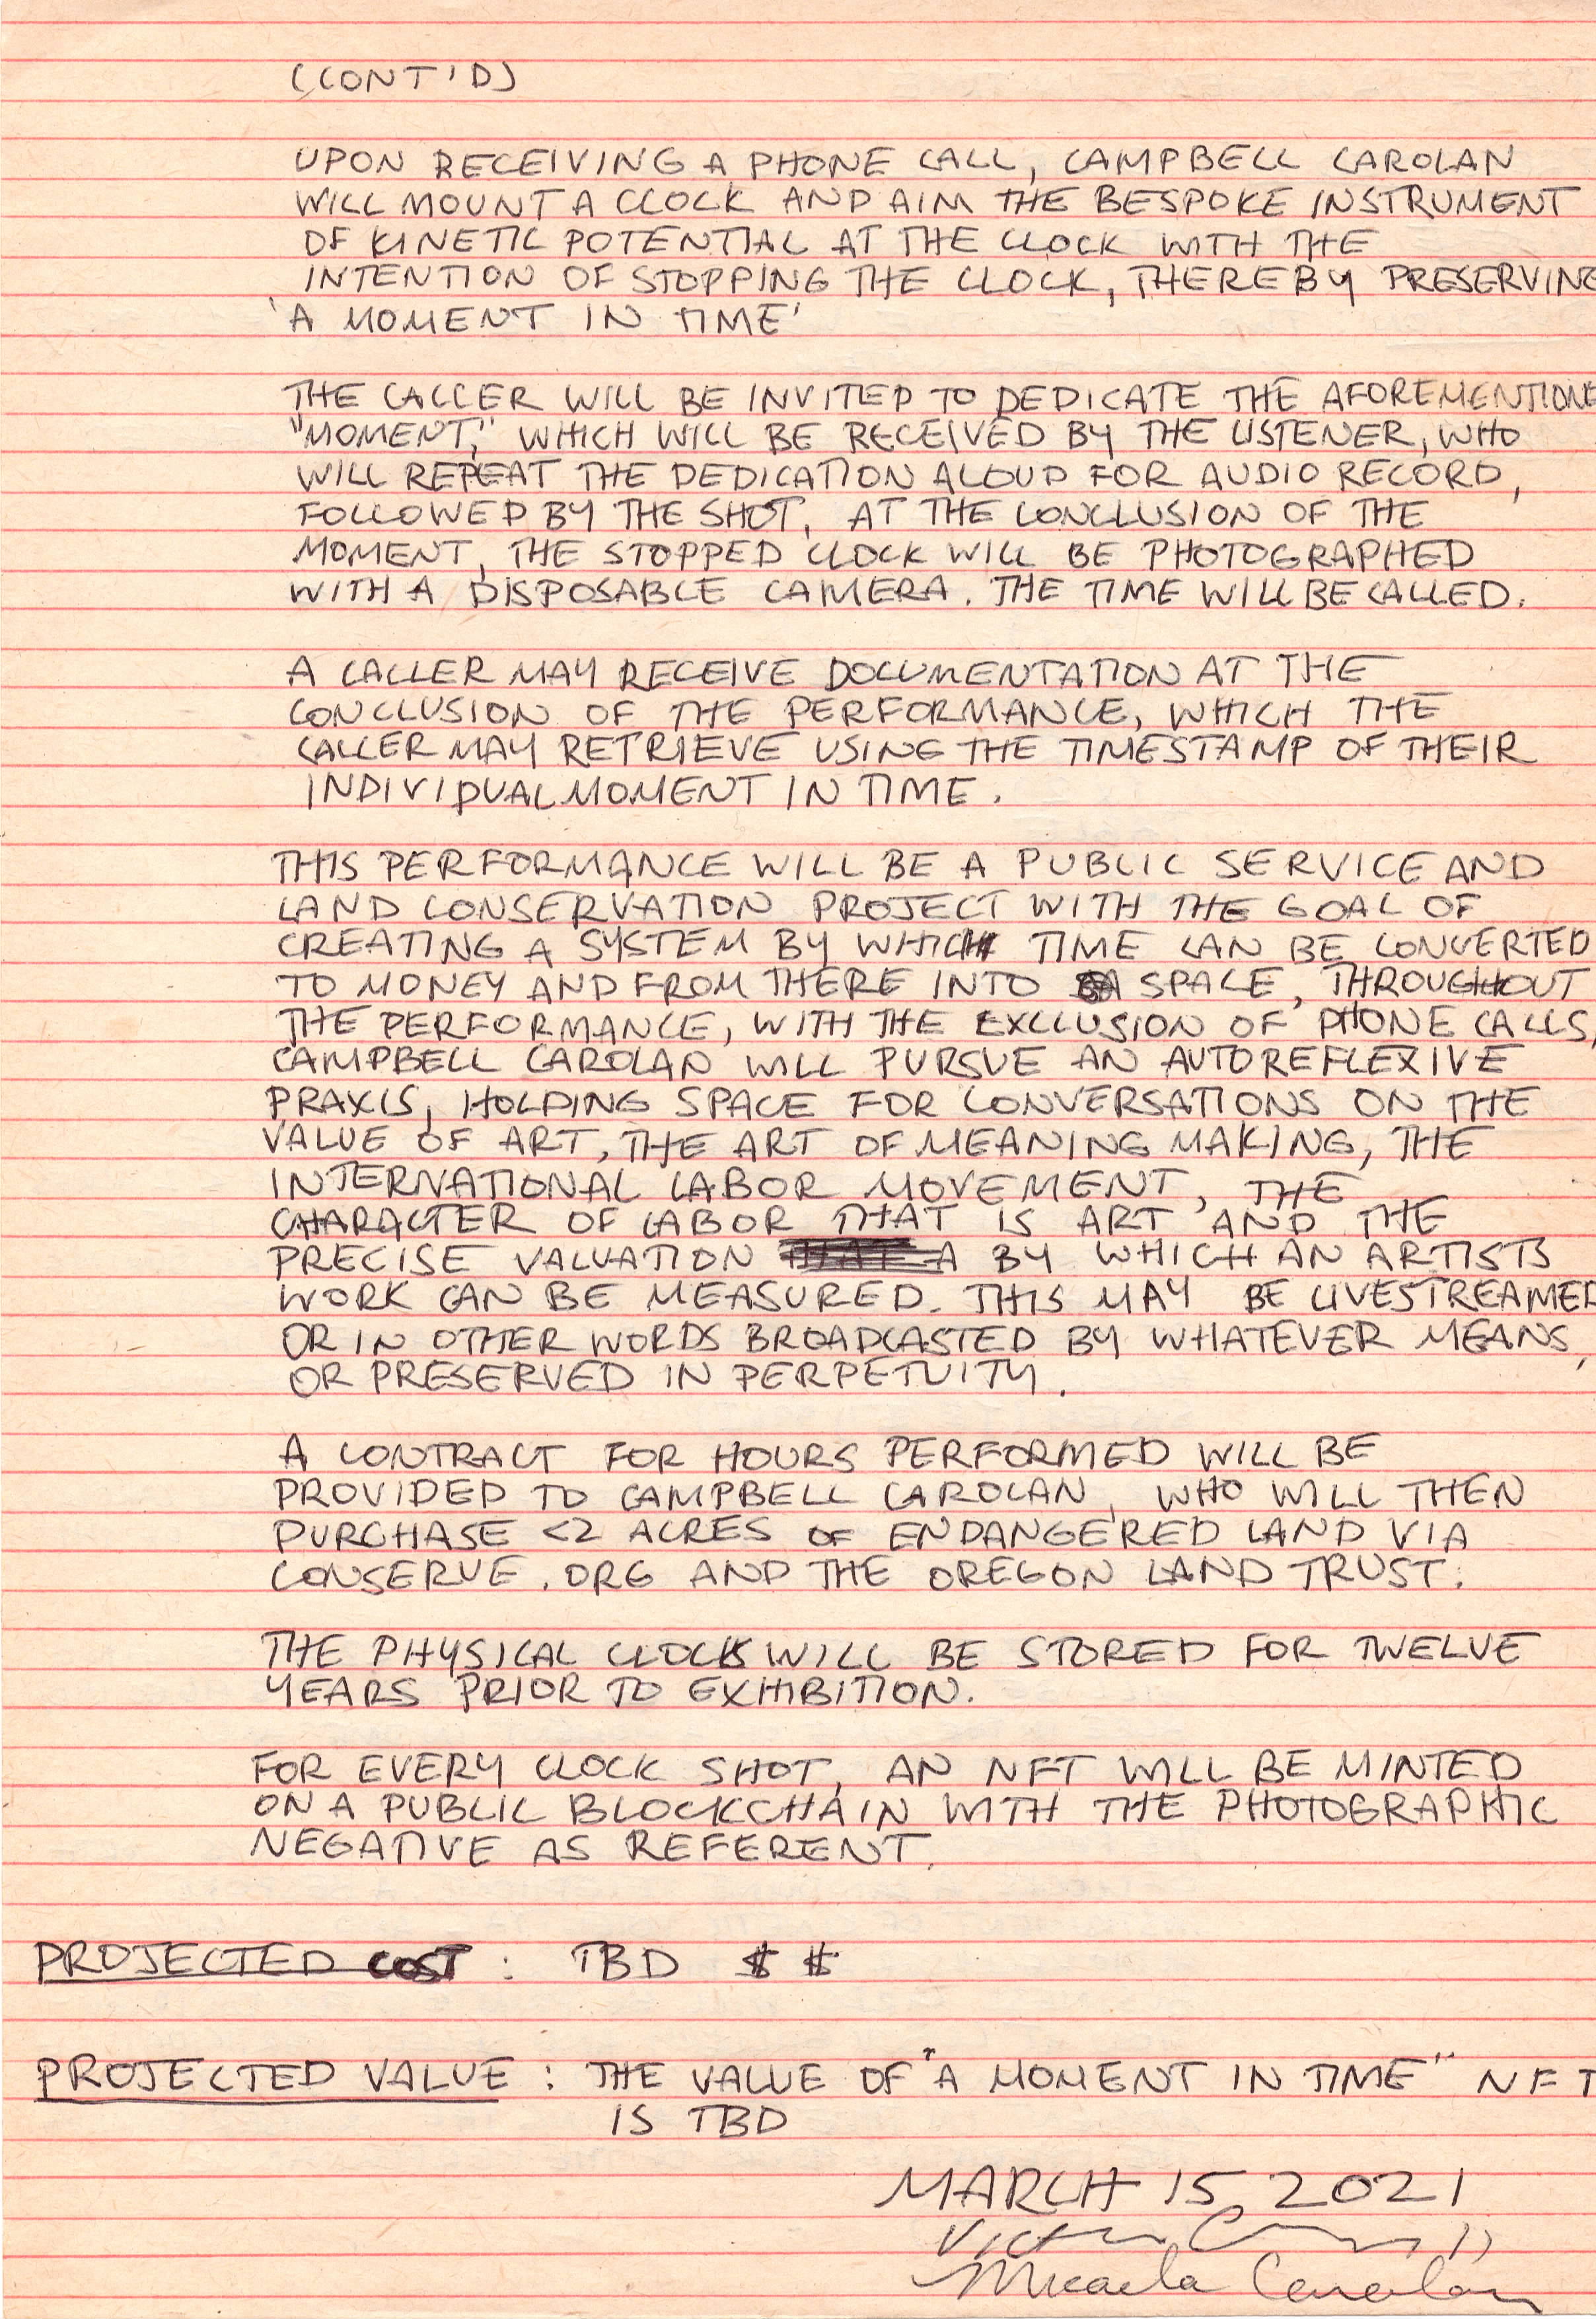 (CONT'D)
UPON RECEIVING A PHONE CALL, CAMPBELL CAROLAN
WILL MOUNT A CLOCK AND AIM THE BESPOKE INSTRUMENT
OF KINETIC POTENTIAL AT THE CLOCK WITH THE
INTENTION OF STOPPING THE CLOCK, THEREBY PRESERVING
'A MOMENT IN TIME'
THE CALLER WILL BE INVITED TO DEDICATE THE AFOREMENTIONE
"MOMENT," WHICH WILL BE RECEIVED BY THE LISTENER, WHO
WILL REPEAT THE DEDICATION ALOUD FOR AUDIO RECORD,
FOLLOWED BY THE SHOT. AT THE CONCLUSION OF THE
MOMENT, THE STOPPED CLOCK WILL BE PHOTOGRAPHED
WITH A DISPOSABLE CAMERA. THE TIME WILL BE CALLED.
A CALLER MAY RECEIVE DOCUMENTATION AT THE
CONCLUSION OF THE PERFORMANCE, WHICH THE
CALLER MAY RETRIEVE USING THE TIMESTAMP OF THEIR
INDIVIDUAL MOMENT IN TIME.
THIS PERFORMANCE WILL BE A PUBLIC SERVICE AND
LAND CONSERVATION PROJECT WITH THE GOAL OF
CREATING A SYSTEM BY WHICH TIME CAN BE CONVERTED
TO MONEY AND FROM THERE INTO SPACE, THROUGHOUT
THE PERFORMANCE, WITH THE EXCLUSION OF PHONE CALLS,
CAMPBELL CAROLAN WILL PURSUE AN AUTOREFLEXIVE
PRAXIS, HOLDING SPACE FOR CONVERSATIONS ON THE
VALUE OF ART, THE ART OF MEANING MAKING, THE
INTERNATIONAL LABOR MOVEMENT, THE
CHARACTER OF LABOR THAT IS ART AND THE
PRECISE VALUATION BY WHICH AN ARTISTS
WORK CAN BE MEASURED. THIS MAY BE LIVESTREAMED
OR IN OTHER WORDS BROADCASTED BY WHATEVER MEANS,
OR PRESERVED IN PERPETUITY.
A CONTRACT FOR HOURS PERFORMED WILL BE
PROVIDED TO CAMPBELL CAROLAN, WHO WILL THEN
PURCHASE <2 ACRES OF ENDANGERED LAND VIA
CONSERVE.ORG AND THE OREGON LAND TRUST.
THE PHYSICAL CLOCKS WILL BE STORED FOR TWELVE
YEARS PRIOR TO EXHIBITION.
FOR EVERY CLOCK SHOT, AN NFT WILL BE MINTED
ON A PUBLIC BLOCKCHAIN WITH THE PHOTOGRAPHIC
NEGATIVE AS REFERENT.
PROJECTED COST : TBD $ $
PROJECTED VALUE : THE VALUE OF "A MOMENT IN TIME" NFT
IS TBD
MARCH 15, 2021
Micaela Carolan